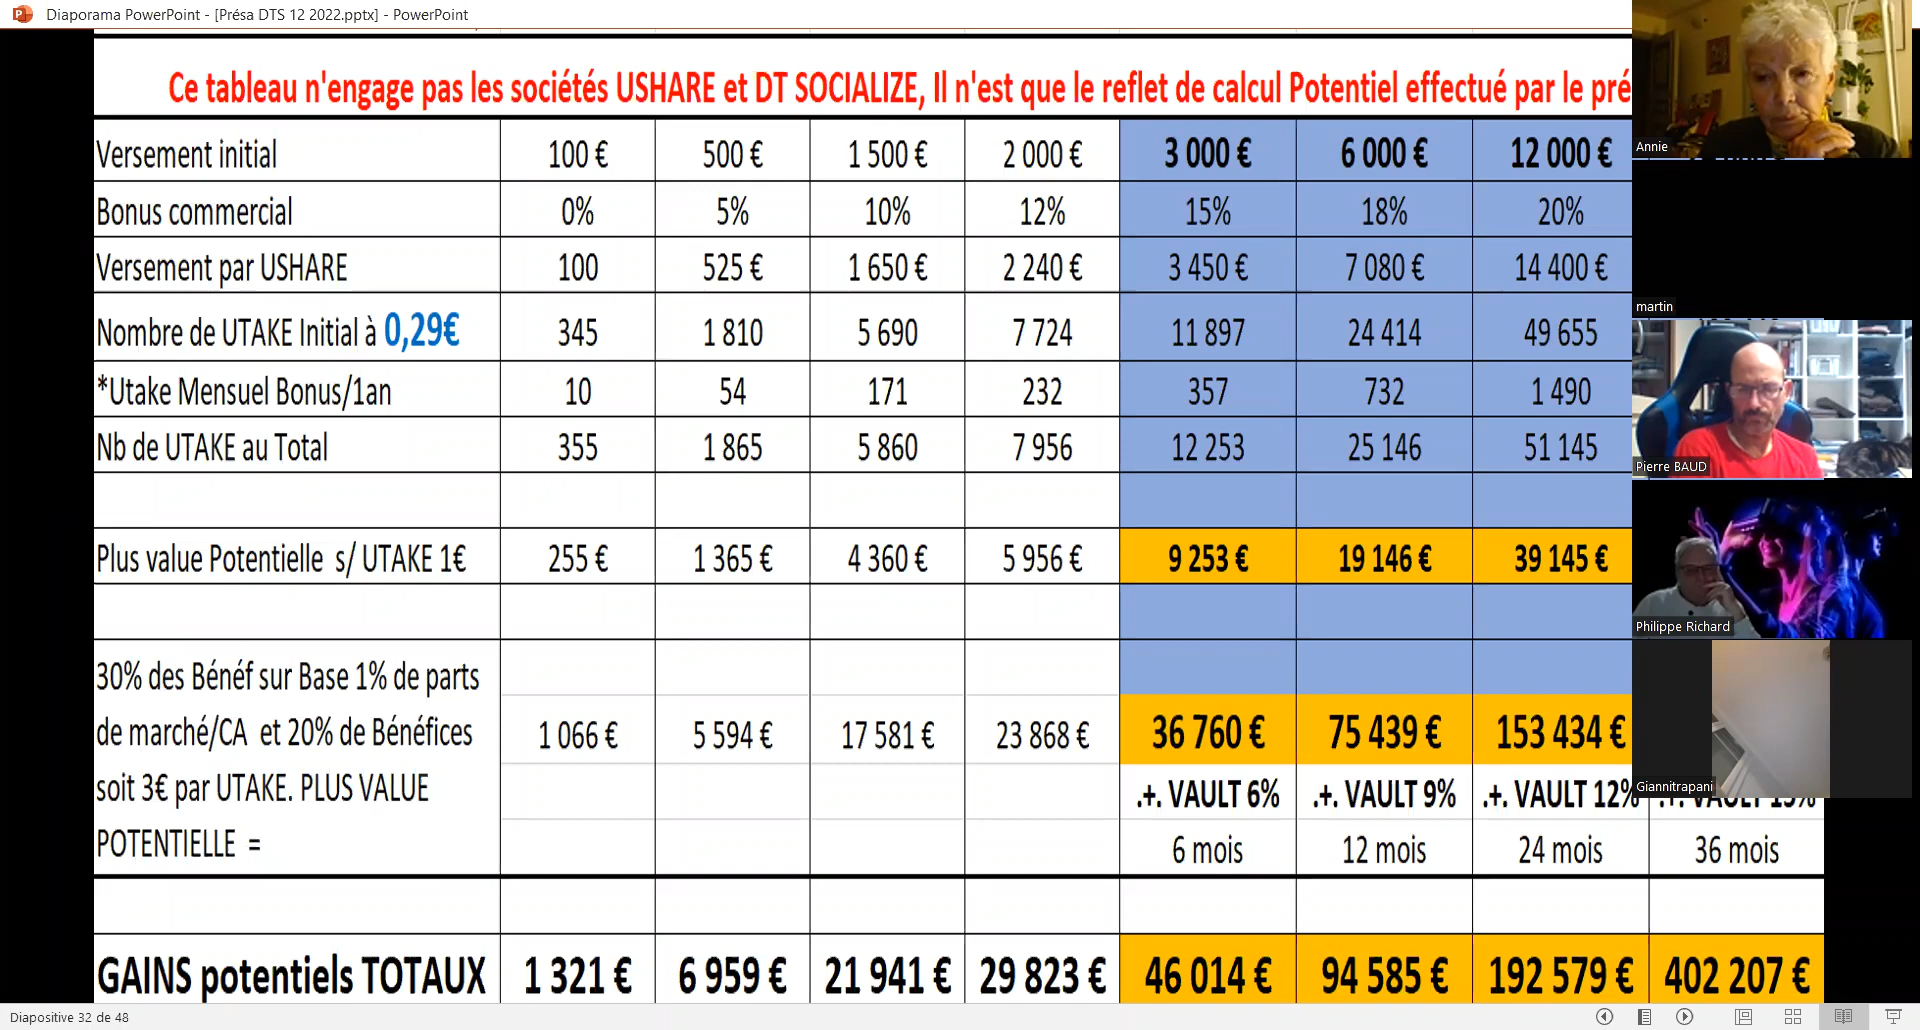 Diaporama PowerPoint - [Présa DTS 12 2022.pptx] - PowerPoint
Ce tableau n'engage pas les sociétés USHARE et DT SOCIALIZE, Il n'est que le reflet de calcul Potentiel effectué par le pré
Versement initial 100 € 500 € 1 500 € 2 000 € 3 000 € 6 000 € 12 000 €
Bonus commercial 0% 5% 10% 12% 15% 18% 20%
Versement par USHARE 100 525 € 1 650 € 2 240 € 3 450 € 7 080 € 14 400 €
Nombre de UTAKE Initial à 0,29€ 345 1 810 5 690 7 724 11 897 24 414 49 655
*Utake Mensuel Bonus/1an 10 54 171 232 357 732 1 490
Nb de UTAKE au Total 355 1 865 5 860 7 956 12 253 25 146 51 145
Plus value Potentielle s/ UTAKE 1€ 255 € 1 365 € 4 360 € 5 956 € 9 253 € 19 146 € 39 145 €
30% des Bénéf sur Base 1% de parts
de marché/CA et 20% de Bénéfices 1 066 € 5 594 € 17 581 € 23 868 € 36 760 € 75 439 € 153 434 €
soit 3€ par UTAKE. PLUS VALUE .+. VAULT 6% .+. VAULT 9% .+. VAULT 12%
POTENTIELLE = 6 mois 12 mois 24 mois 36 mois
GAINS potentiels TOTAUX 1 321 € 6 959 € 21 941 € 29 823 € 46 014 € 94 585 € 192 579 € 402 207 €
Annie
martin
Pierre BAUD
Philippe Richard
Giannitrapani
Diapositive 32 de 48